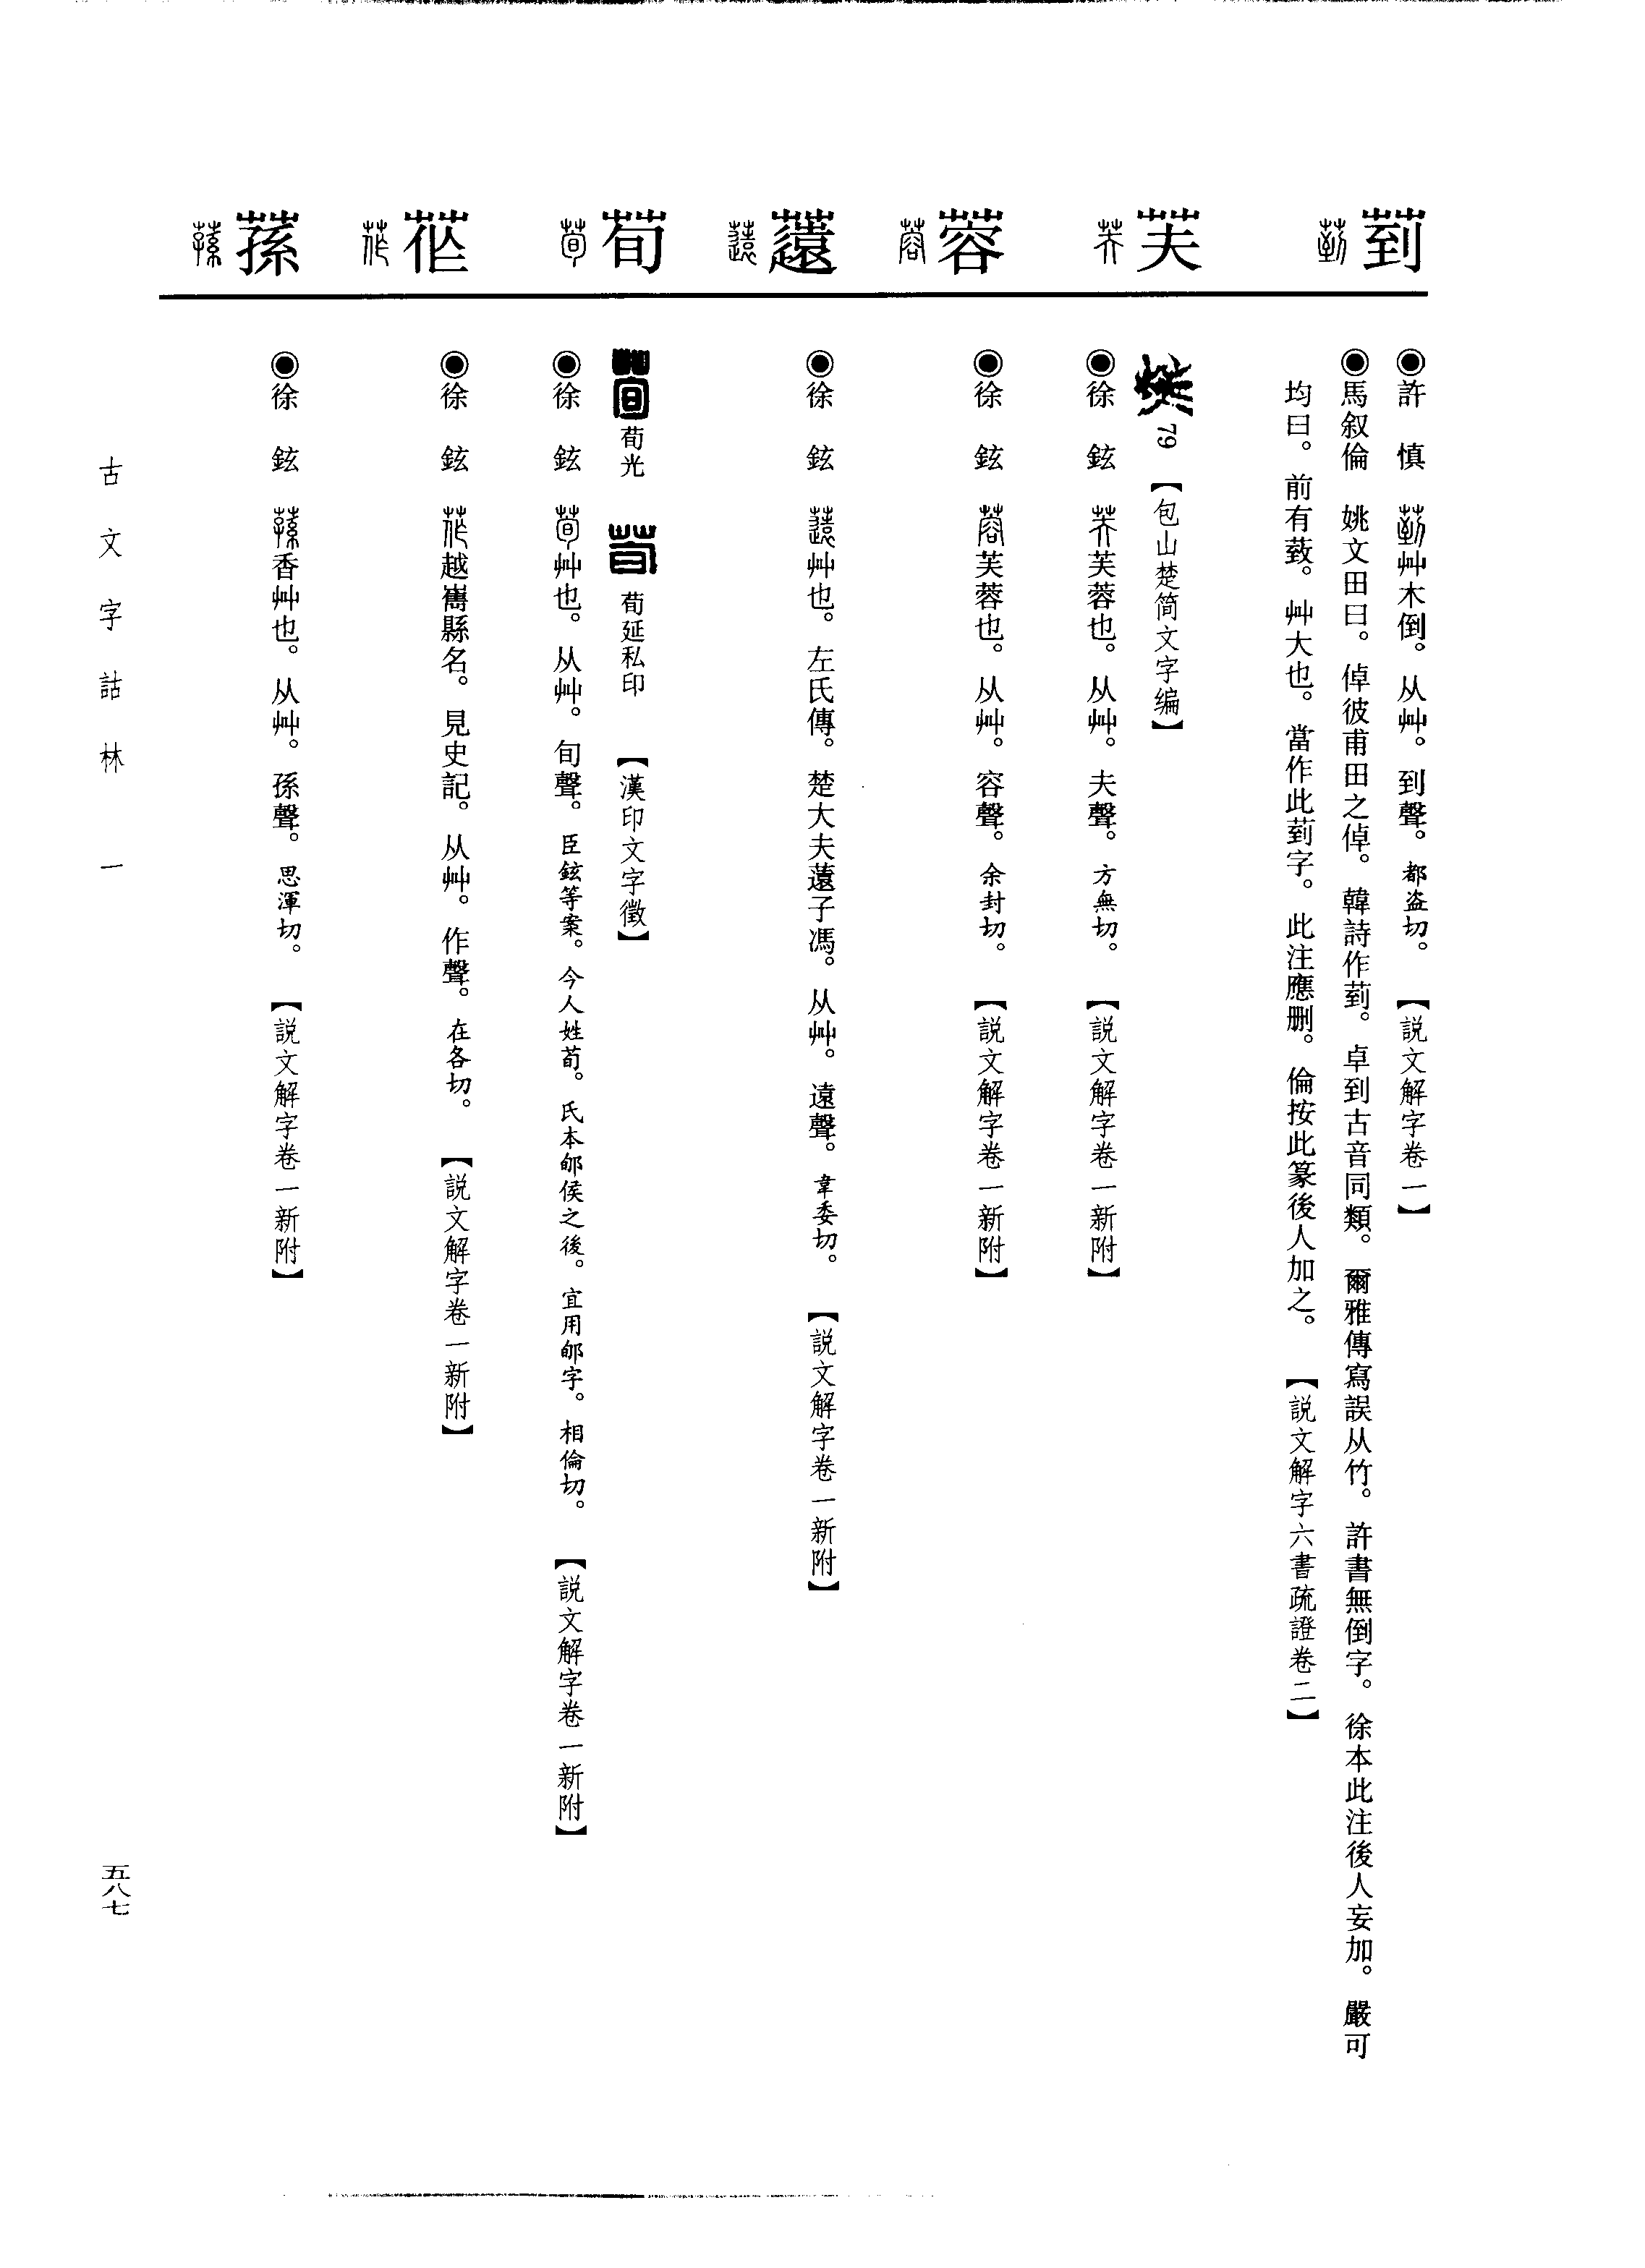 菿
芙
蓉
薳
荀
莋
蓀
◉許　慎　艸木倒。从艸。到聲。都盗切。【説文解字卷一】
◉馬叙倫　姚文田曰。倬彼甫田之倬。韓詩作菿。卓到古音同類。爾雅傳寫誤从竹。許書無倒字。徐本此注後人妄加。嚴可
均曰。前有菿。艸大也。當作此菿字。此注應删。倫按此篆後人加之。【説文解字六書疏證卷二】
79【包山楚简文字编】
◉徐　鉉　芙蓉也。从艸。夫聲。方無切。【説文解字卷一新附】
◉徐　鉉　芙蓉也。从艸。容聲。余封切。【説文解字卷一新附】
◉徐　鉉　艸也。左氏傳。楚大夫薳子馮。从艸。遠聲。韋委切。【説文解字卷一新附】
荀光　荀延私印【漢印文字徵】
◉徐　鉉　艸也。从艸。旬聲。臣鉉等案。今人姓荀。氏本郇侯之後。宜用郇字。相倫切。【説文解字卷一新附】
◉徐　鉉　越嶲縣名。見史記。从艸。作聲。在各切。【説文解字卷一新附】
◉徐　鉉　香艸也。从艸。孫聲。思渾切。【説文解字卷一新附】
古文字詁林　一
五八七